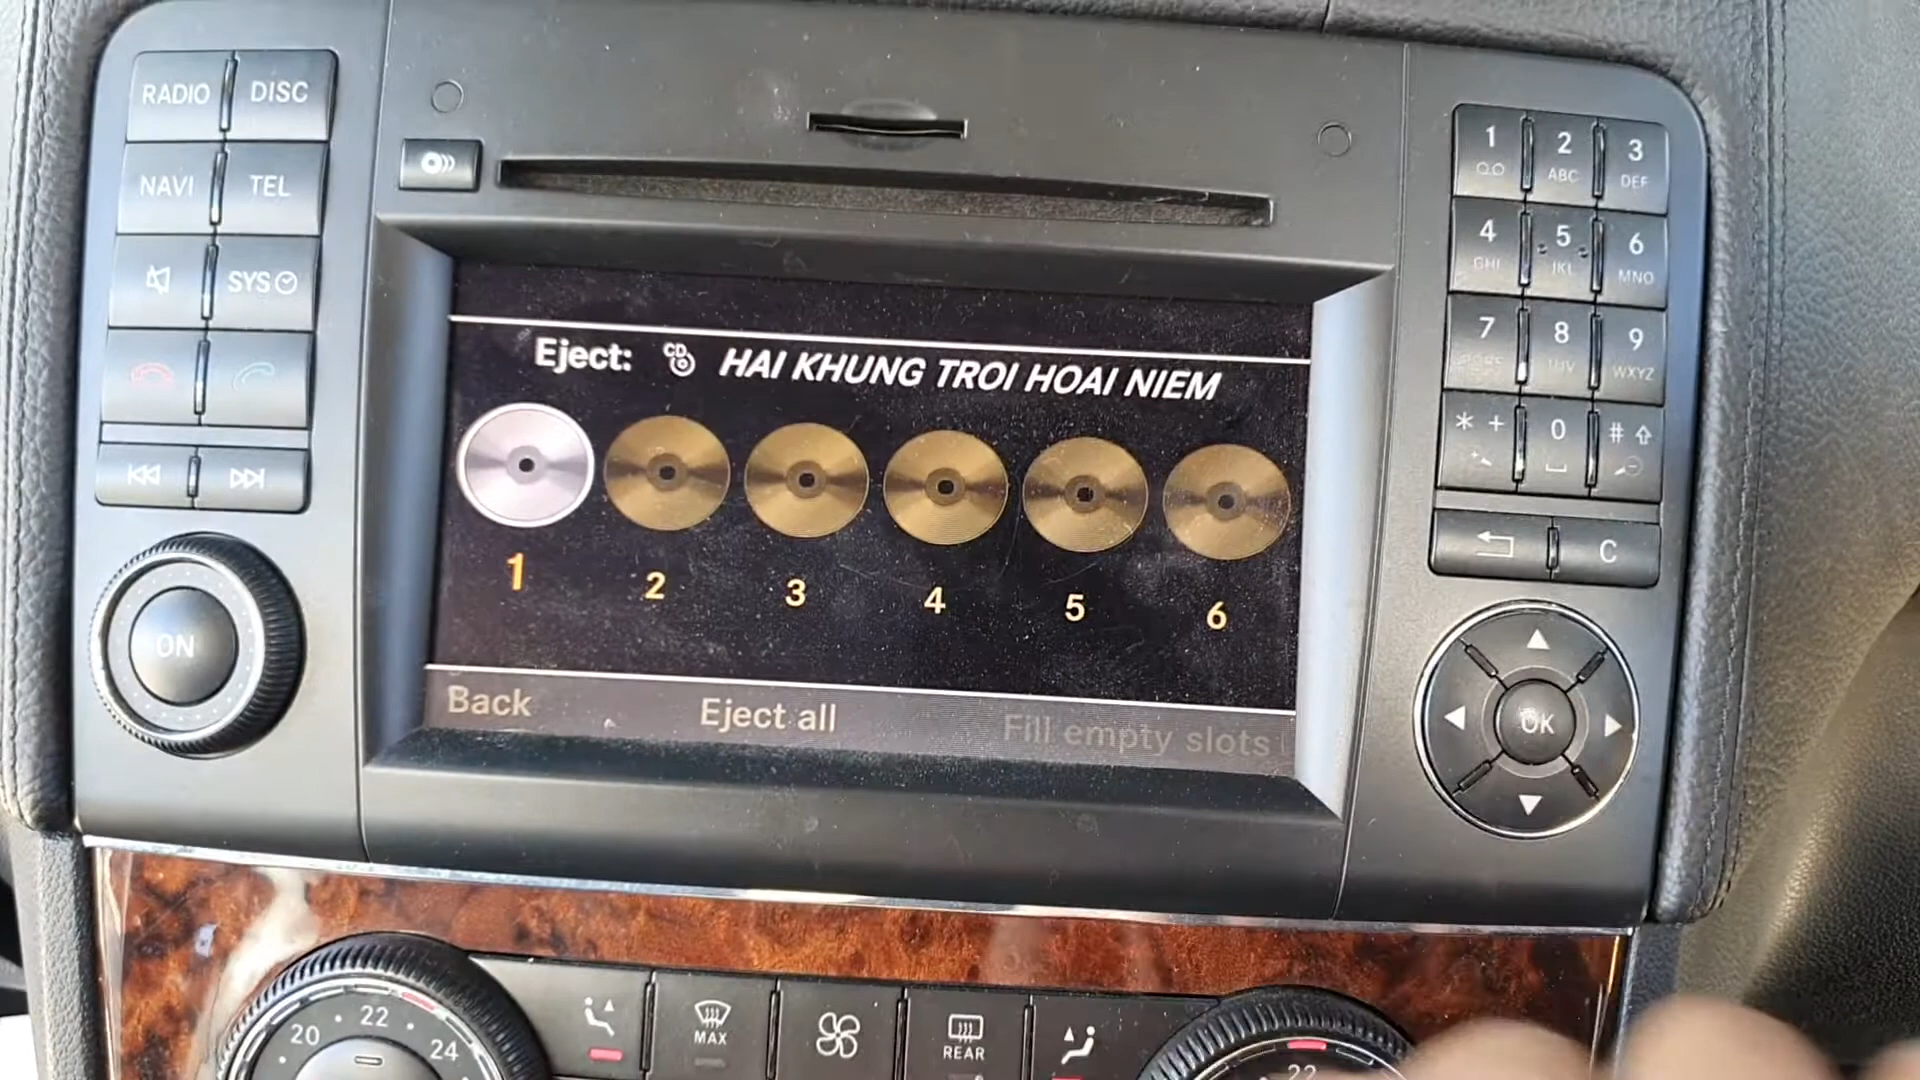 RADIO DISC
NAVI TEL
SYS
ON
Eject: CD HAI KHUNG TROI HOAI NIEM
1 2 3 4 5 6
Back Eject all Fill empty slots
1 2 3
ABC DEF
4 5 6
GHI JKL MNO
7 8 9
WXYZ
* + 0 #
C
OK
20 22 24
MAX
REAR
22